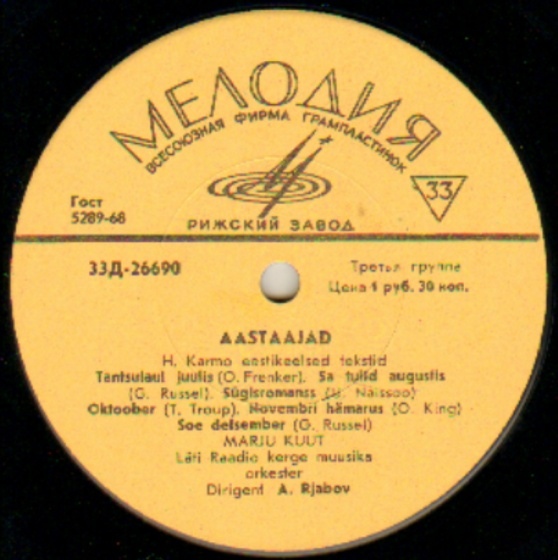 МЕЛОДИЯ
ВСЕСОЮЗНАЯ ФИРМА ГРАМПЛАСТИНОК
33
Гост
5289-68
РИЖСКИЙ ЗАВОД
33Д-26690
Третья группа
Цена 1 руб. 30 коп.
AASTAAJAD
H. Karmo eestikeelsed tekstid
Tantsulaul juulis (O. Frenker). Sa tulid augustis
(G. Russel). Sügisromanss (U. Naissoo)
Oktoober (T. Troup). Novembri hämarus (O. King)
Soe detsember (G. Russel)
MARJU KUUT
Läti Raadio kerge muusika
orkester
Dirigent A. Rjabov